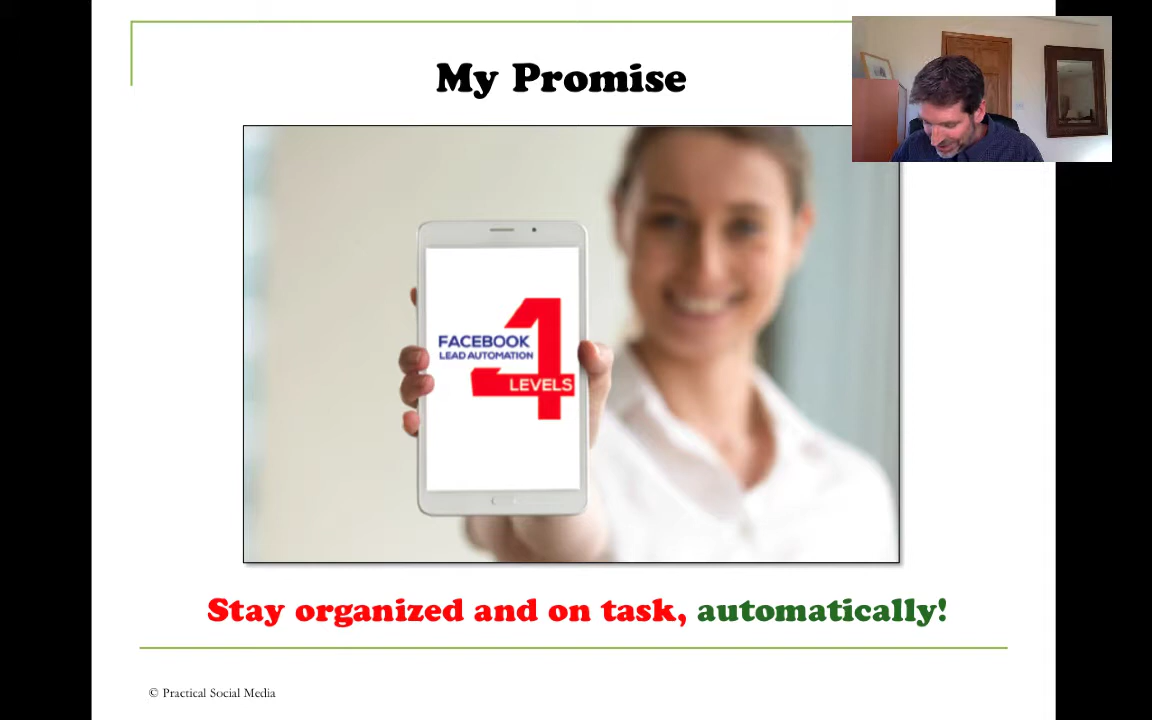 My Promise
FACEBOOK
LEAD AUTOMATION
4
LEVELS
Stay organized and on task, automatically!
© Practical Social Media